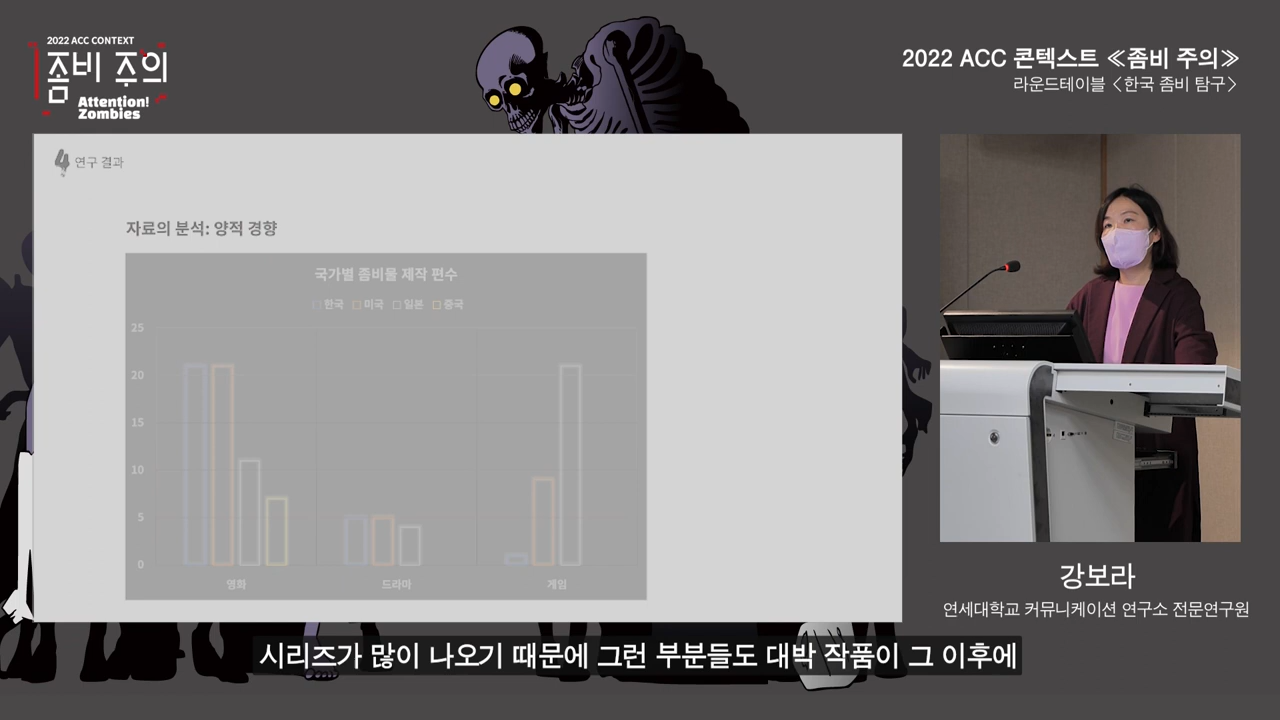 2022 ACC CONTEXT
좀비 주의
Attention!
Zombies
2022 ACC 콘텍스트 ≪좀비 주의≫
라운드테이블 〈한국 좀비 탐구〉
4 연구 결과
자료의 분석: 양적 경향
국가별 좀비물 제작 편수
한국 미국 일본 중국
25
20
15
10
5
0
영화 드라마 게임
강보라
연세대학교 커뮤니케이션 연구소 전문연구원
시리즈가 많이 나오기 때문에 그런 부분들도 대박 작품이 그 이후에